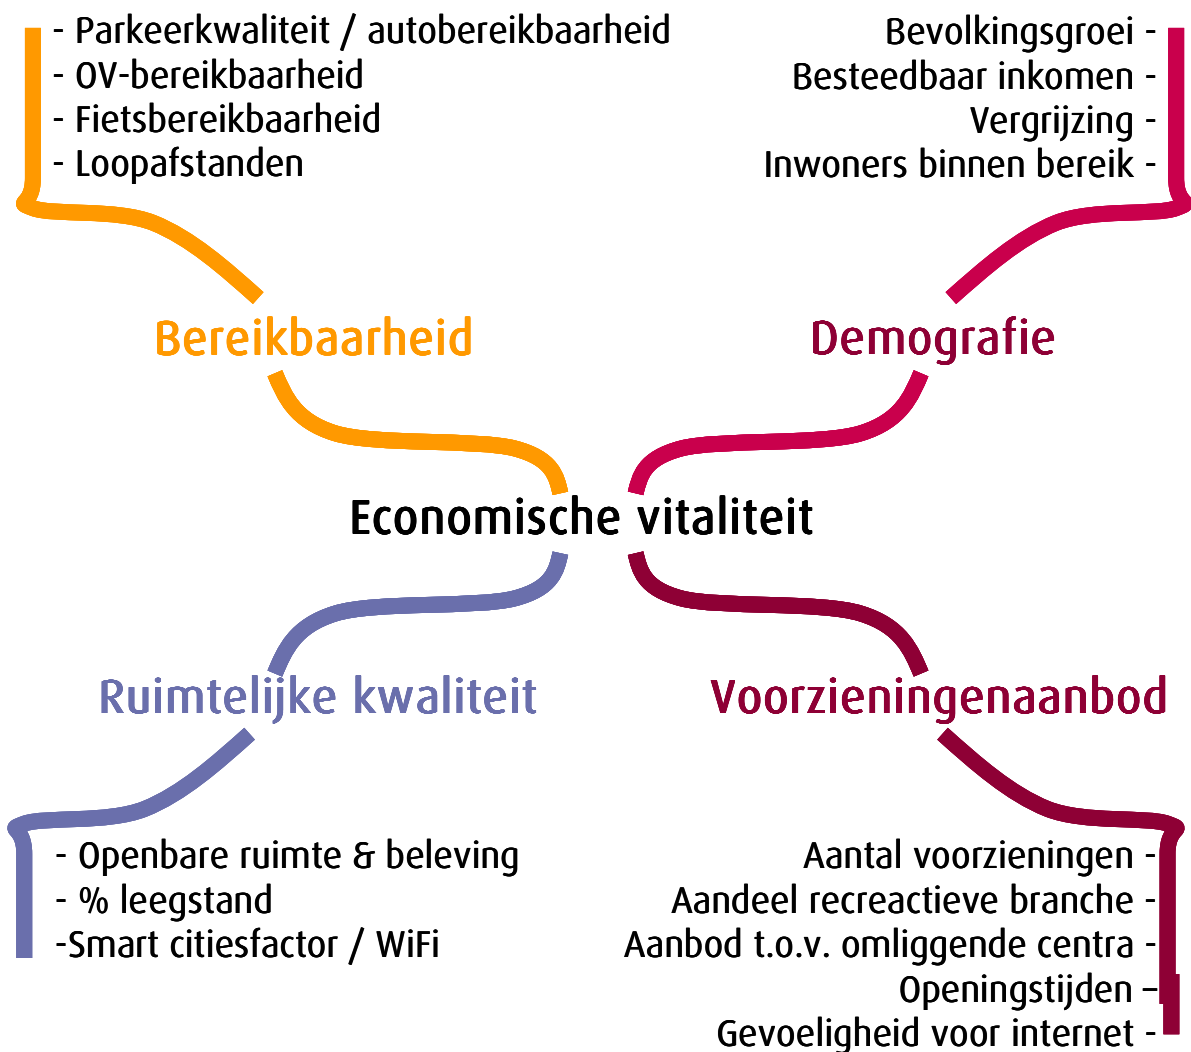 - Parkeerkwaliteit / autobereikbaarheid
- OV-bereikbaarheid
- Fietsbereikbaarheid
- Loopafstanden
Bevolkingsgroei -
Besteedbaar inkomen -
Vergrijzing -
Inwoners binnen bereik -
Bereikbaarheid
Demografie
Economische vitaliteit
Ruimtelijke kwaliteit
Voorzieningenaanbod
- Openbare ruimte & beleving
- % leegstand
-Smart citiesfactor / WiFi
Aantal voorzieningen -
Aandeel recreactieve branche -
Aanbod t.o.v. omliggende centra -
Openingstijden –
Gevoeligheid voor internet -